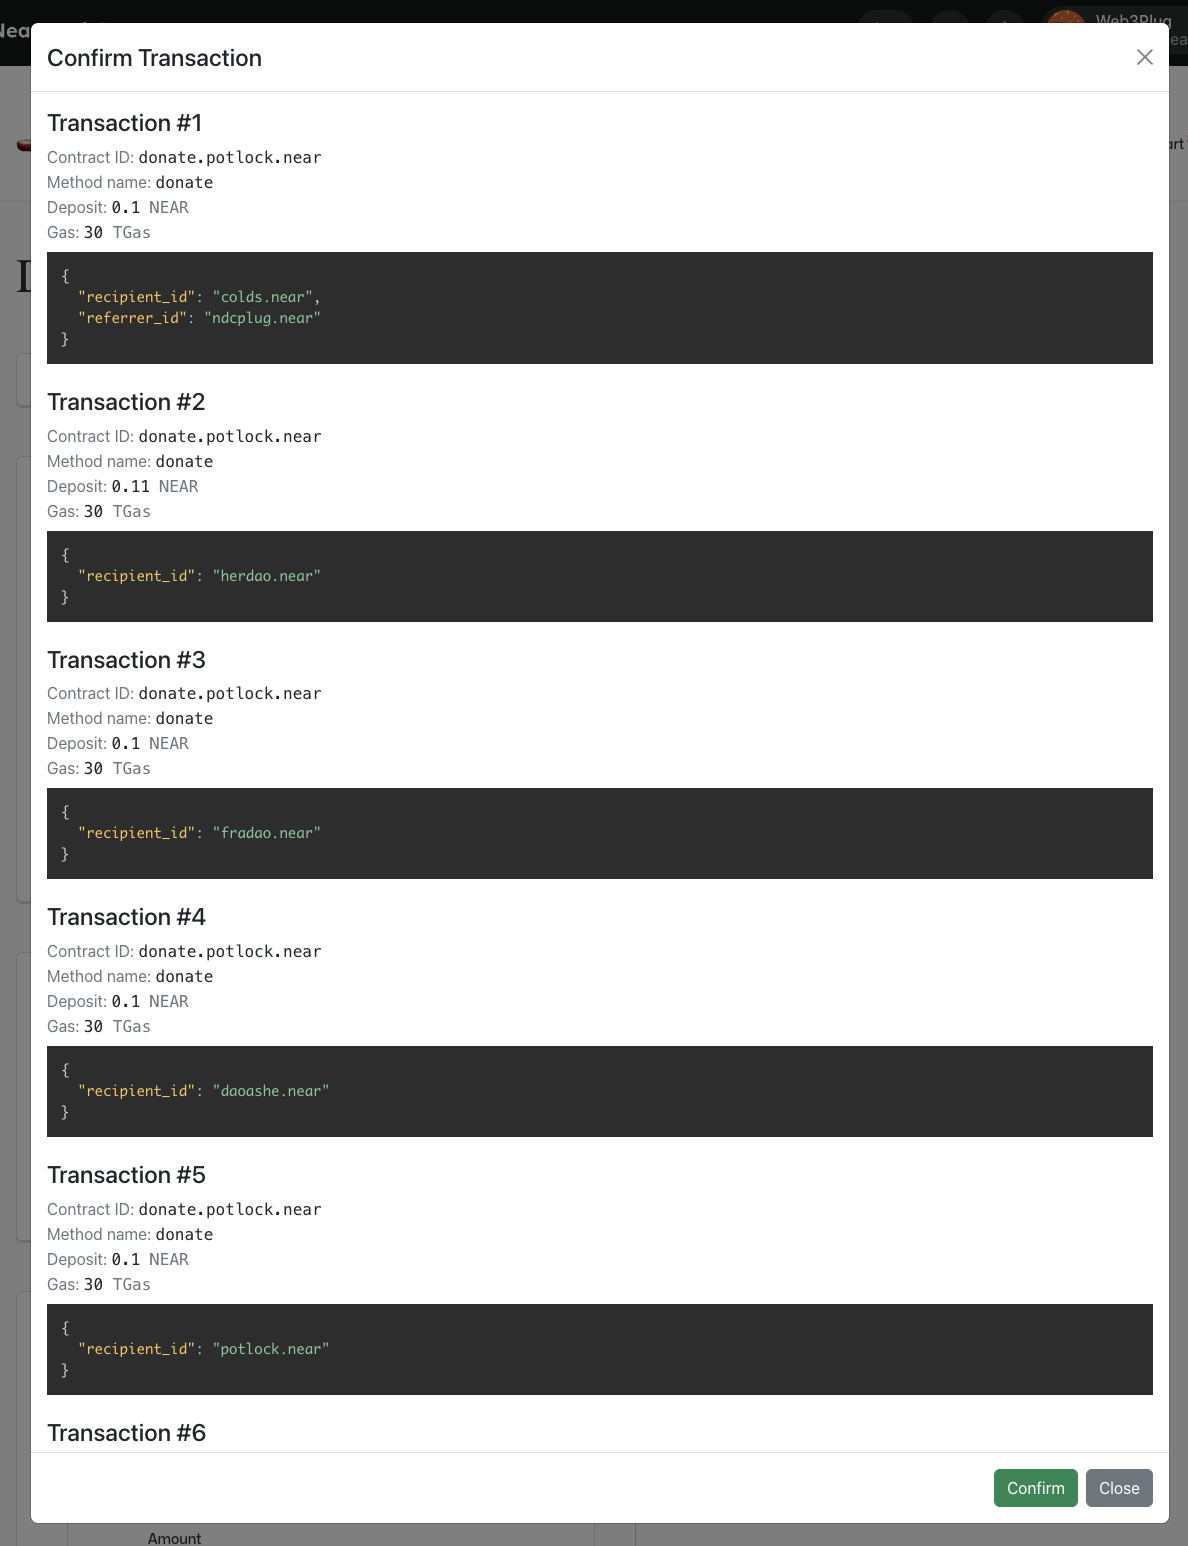 Web3Plug
Confirm Transaction
Transaction #1
Contract ID: donate.potlock.near
Method name: donate
Deposit: 0.1 NEAR
Gas: 30 TGas
{
"recipient_id": "colds.near",
"referrer_id": "ndcplug.near"
}
Transaction #2
Contract ID: donate.potlock.near
Method name: donate
Deposit: 0.11 NEAR
Gas: 30 TGas
{
"recipient_id": "herdao.near"
}
Transaction #3
Contract ID: donate.potlock.near
Method name: donate
Deposit: 0.1 NEAR
Gas: 30 TGas
{
"recipient_id": "fradao.near"
}
Transaction #4
Contract ID: donate.potlock.near
Method name: donate
Deposit: 0.1 NEAR
Gas: 30 TGas
{
"recipient_id": "daoashe.near"
}
Transaction #5
Contract ID: donate.potlock.near
Method name: donate
Deposit: 0.1 NEAR
Gas: 30 TGas
{
"recipient_id": "potlock.near"
}
Transaction #6
Confirm Close
Amount